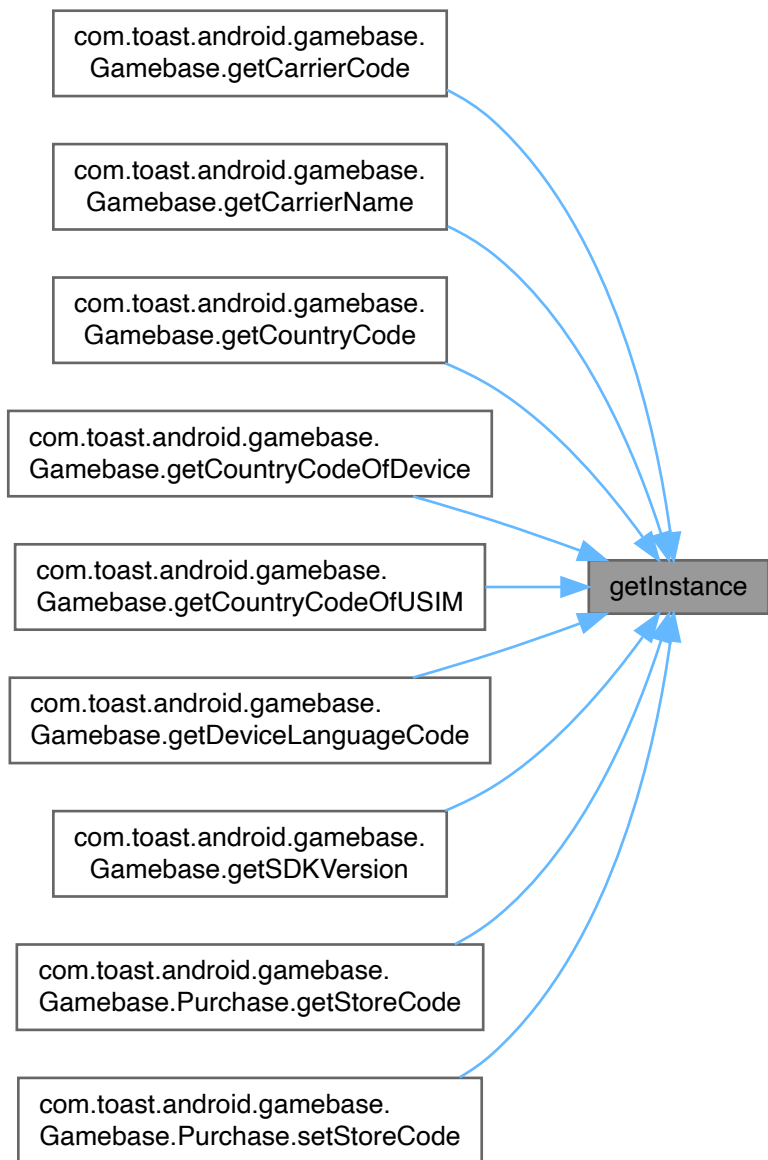 com.toast.android.gamebase.
Gamebase.getCarrierCode
com.toast.android.gamebase.
Gamebase.getCarrierName
com.toast.android.gamebase.
Gamebase.getCountryCode
com.toast.android.gamebase.
Gamebase.getCountryCodeOfDevice
com.toast.android.gamebase.
Gamebase.getCountryCodeOfUSIM
getInstance
com.toast.android.gamebase.
Gamebase.getDeviceLanguageCode
com.toast.android.gamebase.
Gamebase.getSDKVersion
com.toast.android.gamebase.
Gamebase.Purchase.getStoreCode
com.toast.android.gamebase.
Gamebase.Purchase.setStoreCode